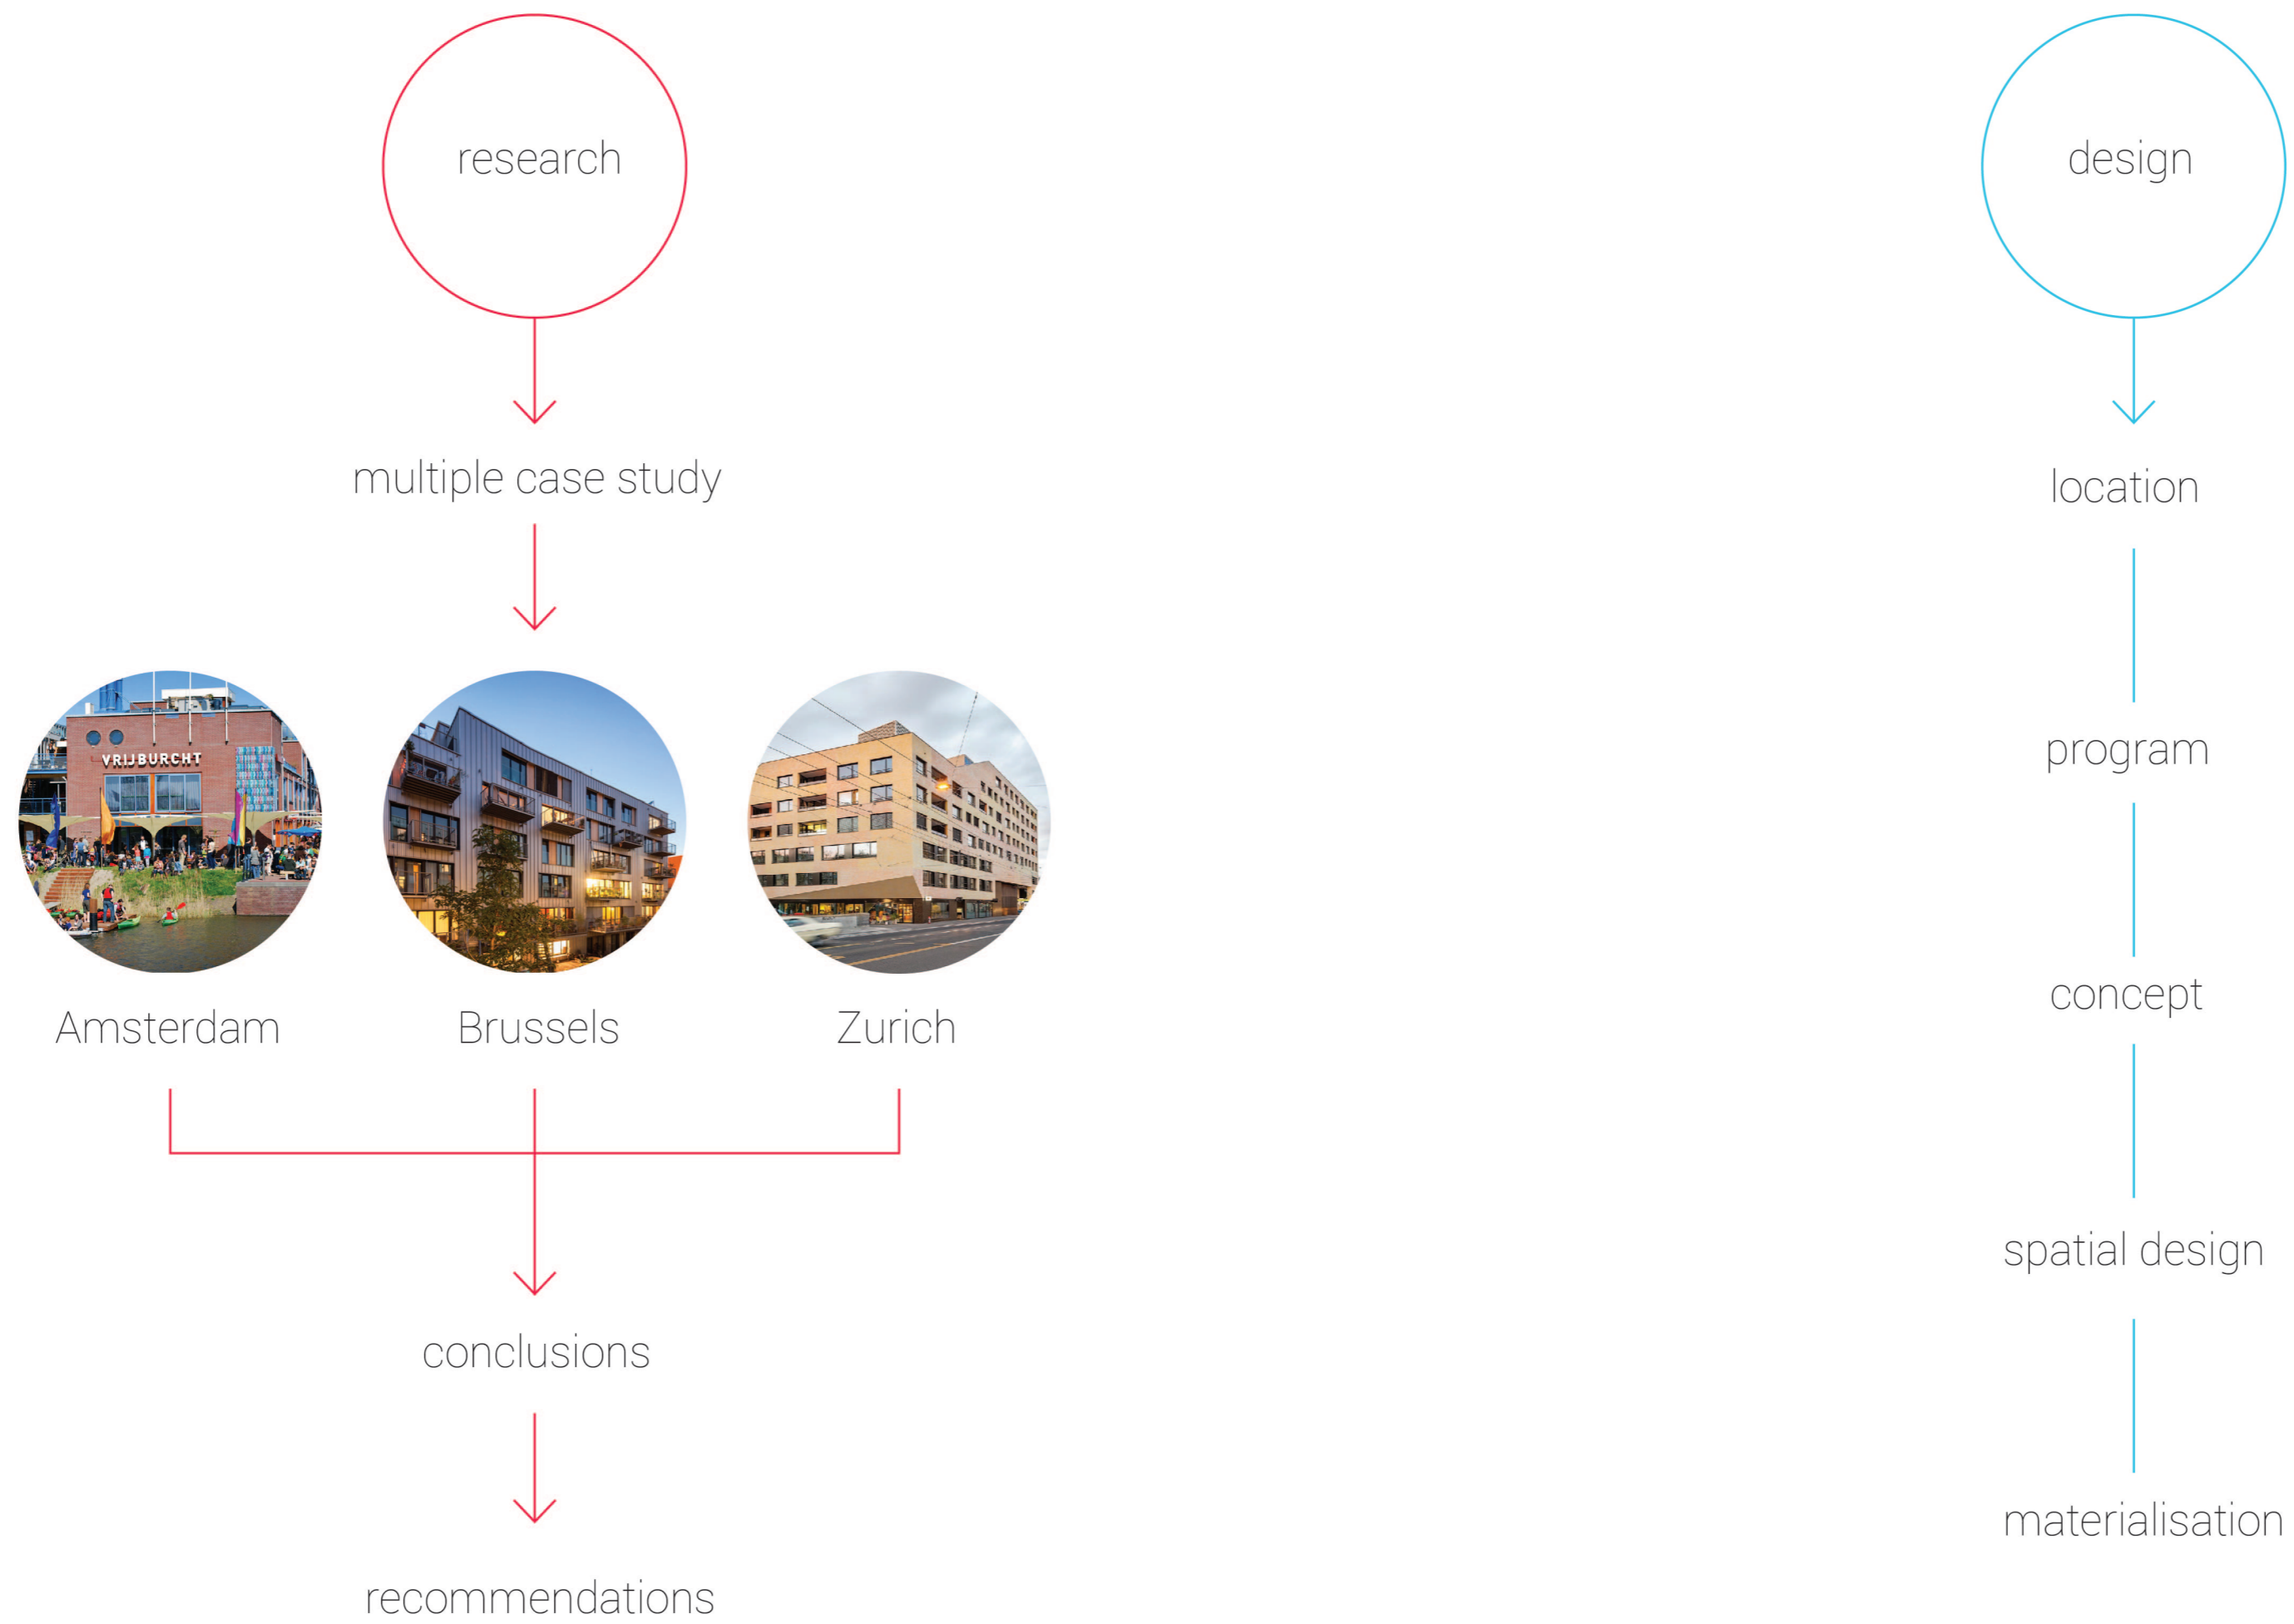 research
multiple case study
VRIJBURCHT
Amsterdam
Brussels
Zurich
conclusions
recommendations
design
location
program
concept
spatial design
materialisation